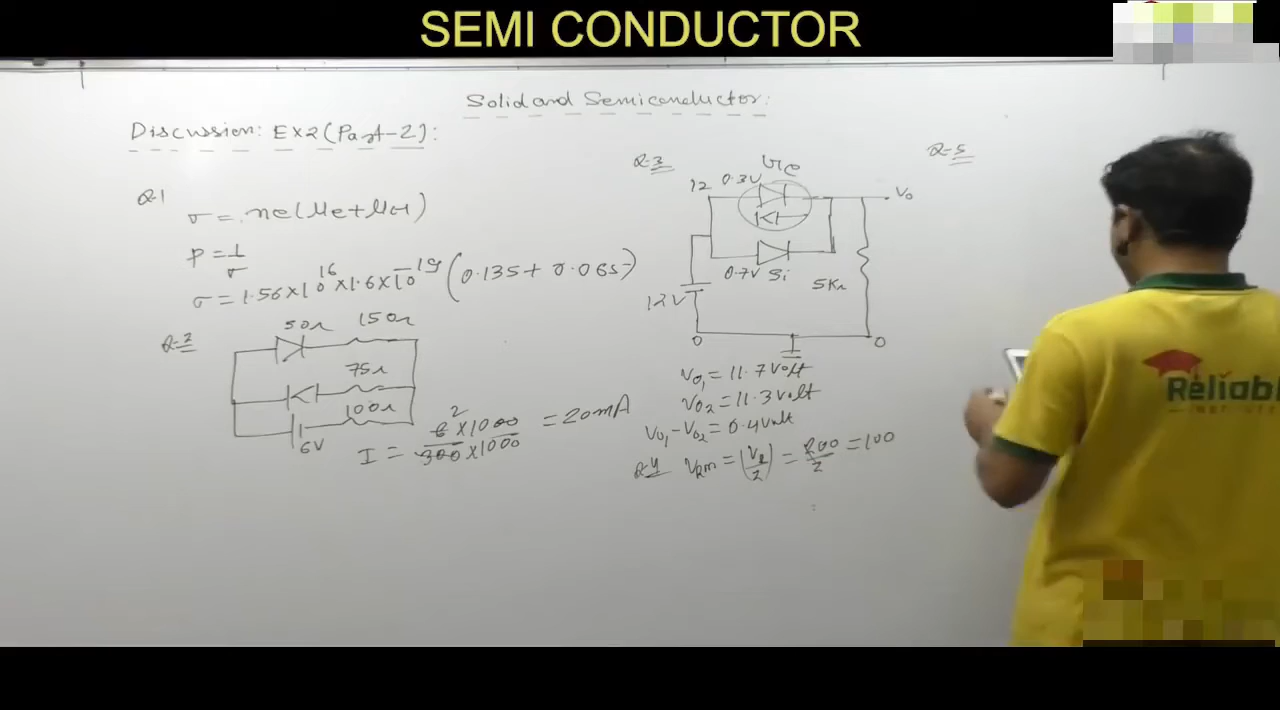 SEMI CONDUCTOR
Solid and Semiconductor:
Discussion: EX2 (Part-2):
Q-1
σ = ne(μe+μH)
ρ = 1/σ
σ = 1.56×10^16 ×1.6×10^-19 (0.135+ 0.065)
Q-2
50Ω 150Ω
75Ω
100Ω
6V
I = 6 2 ×1000 / 300 ×1000 = 20mA
Q-3
12 0.3V Ge
V0
0.7V Si
5KΩ
12V
0 0
V01 = 11.7 Volt
V02 = 11.3 volt
V01 - V02 = 0.4 volt
Q-4 = (/2) = 200/2 = 100
Q-5
Reliabl